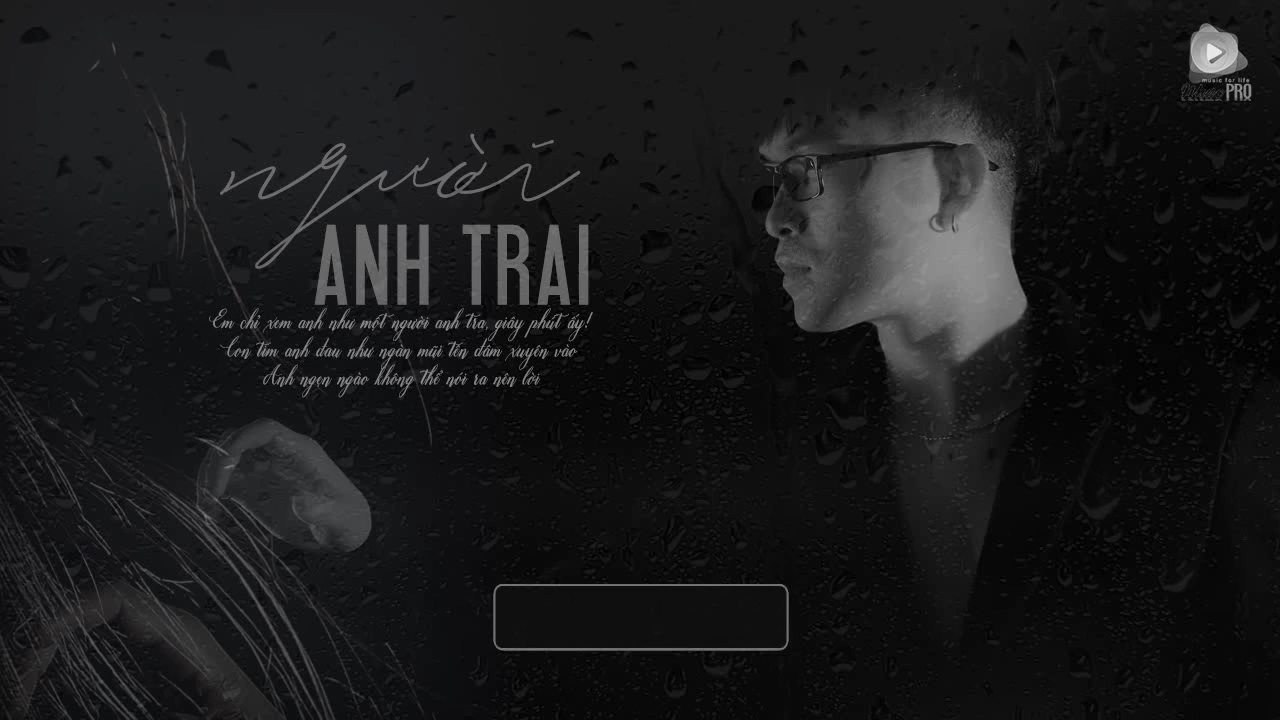 người
ANH TRAI
Em chỉ xem anh như một người anh tra, giây phút ấy!
Con tim anh đau như ngàn mũi tên đâm xuyên vào
Anh nghẹn ngào không thể nói ra nên lời
music for life
Music PRO